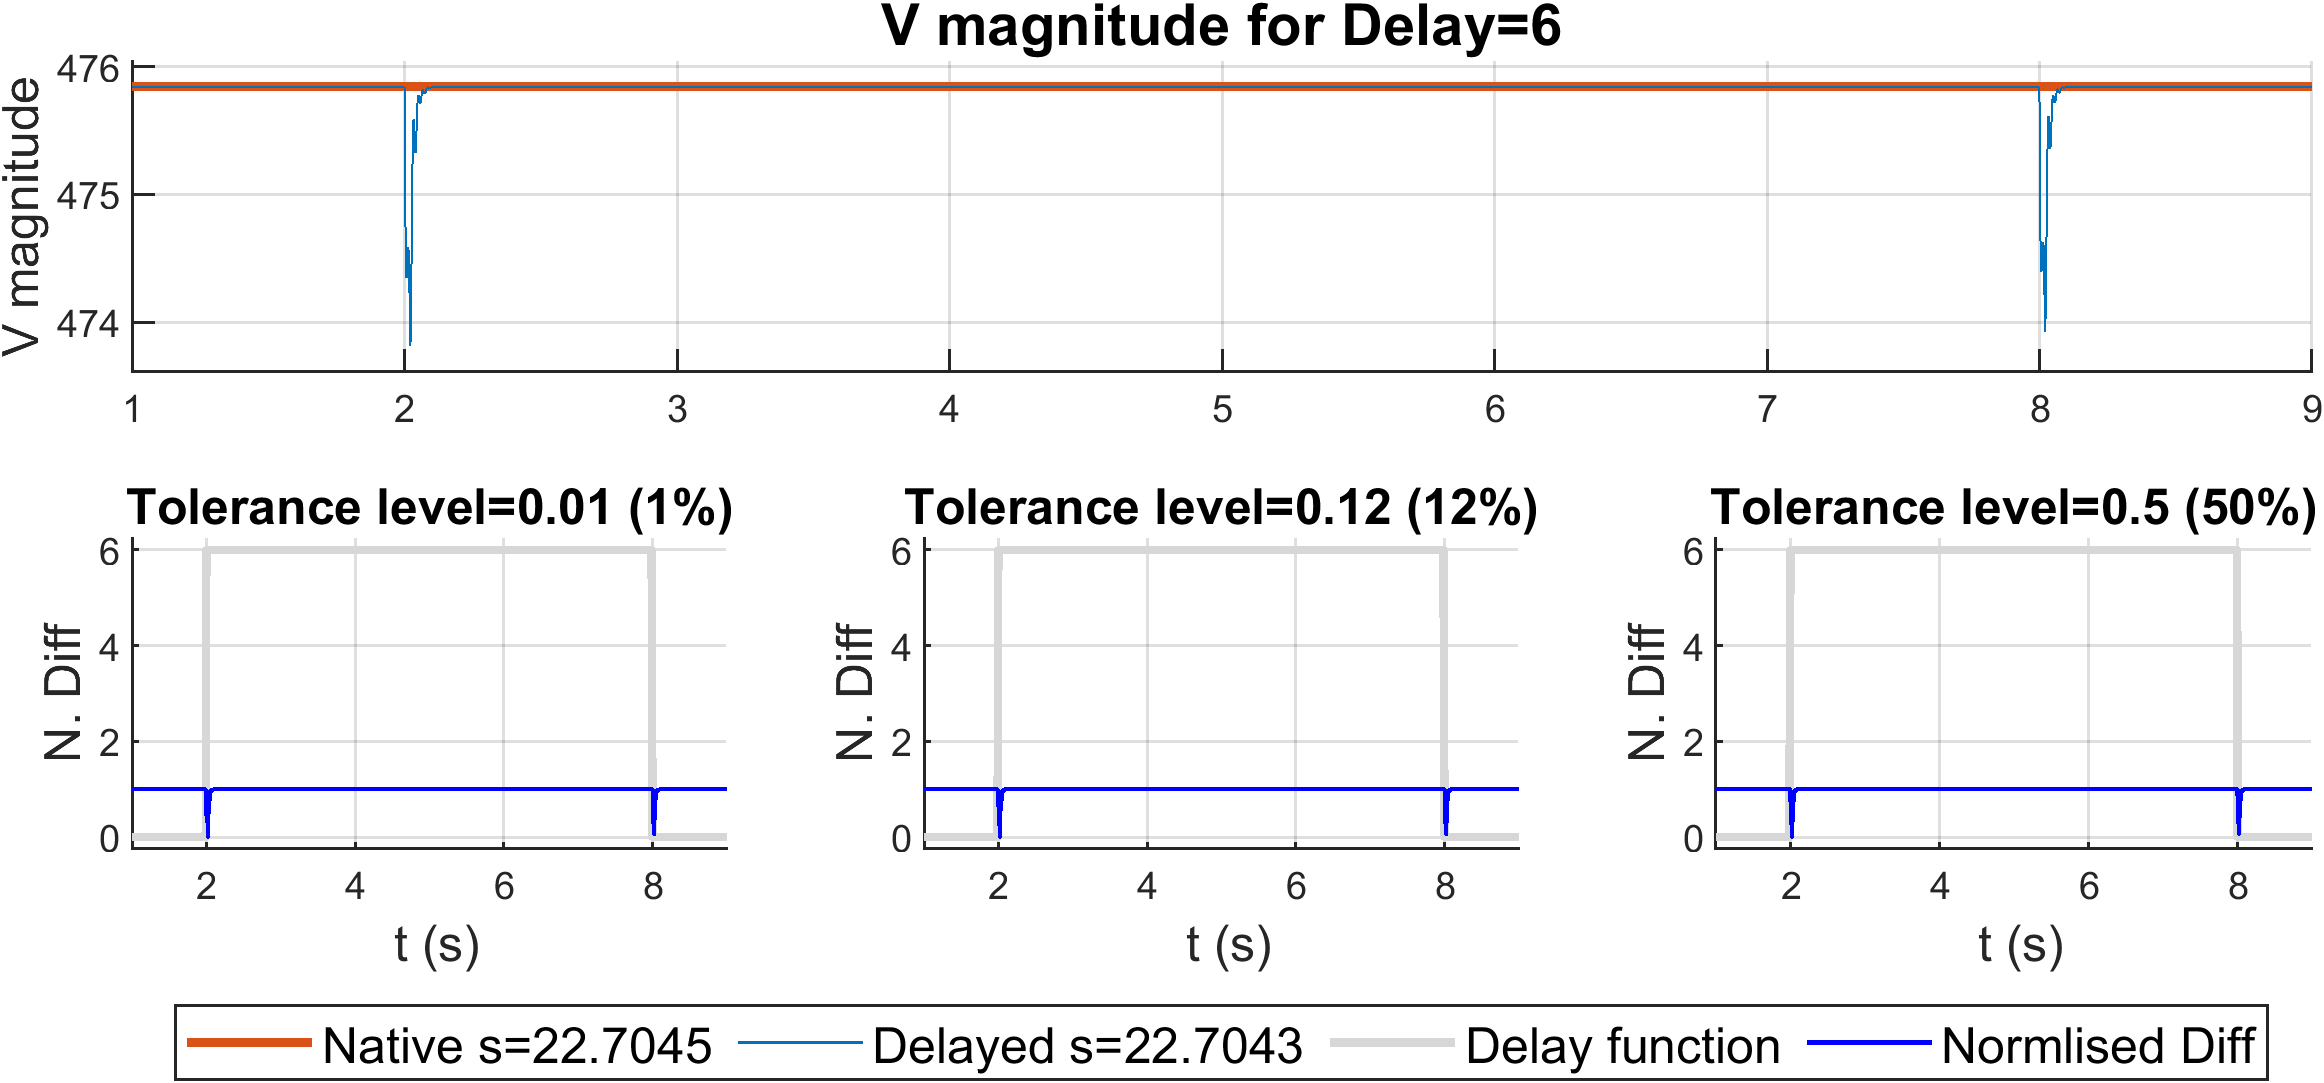 V magnitude for Delay=6
V magnitude
476
475
474
1 2 3 4 5 6 7 8 9
Tolerance level=0.01 (1%)
N. Diff
6
4
2
0
2 4 6 8
t (s)
Tolerance level=0.12 (12%)
N. Diff
6
4
2
0
2 4 6 8
t (s)
Tolerance level=0.5 (50%)
N. Diff
6
4
2
0
2 4 6 8
t (s)
Native s=22.7045 Delayed s=22.7043 Delay function Normlised Diff